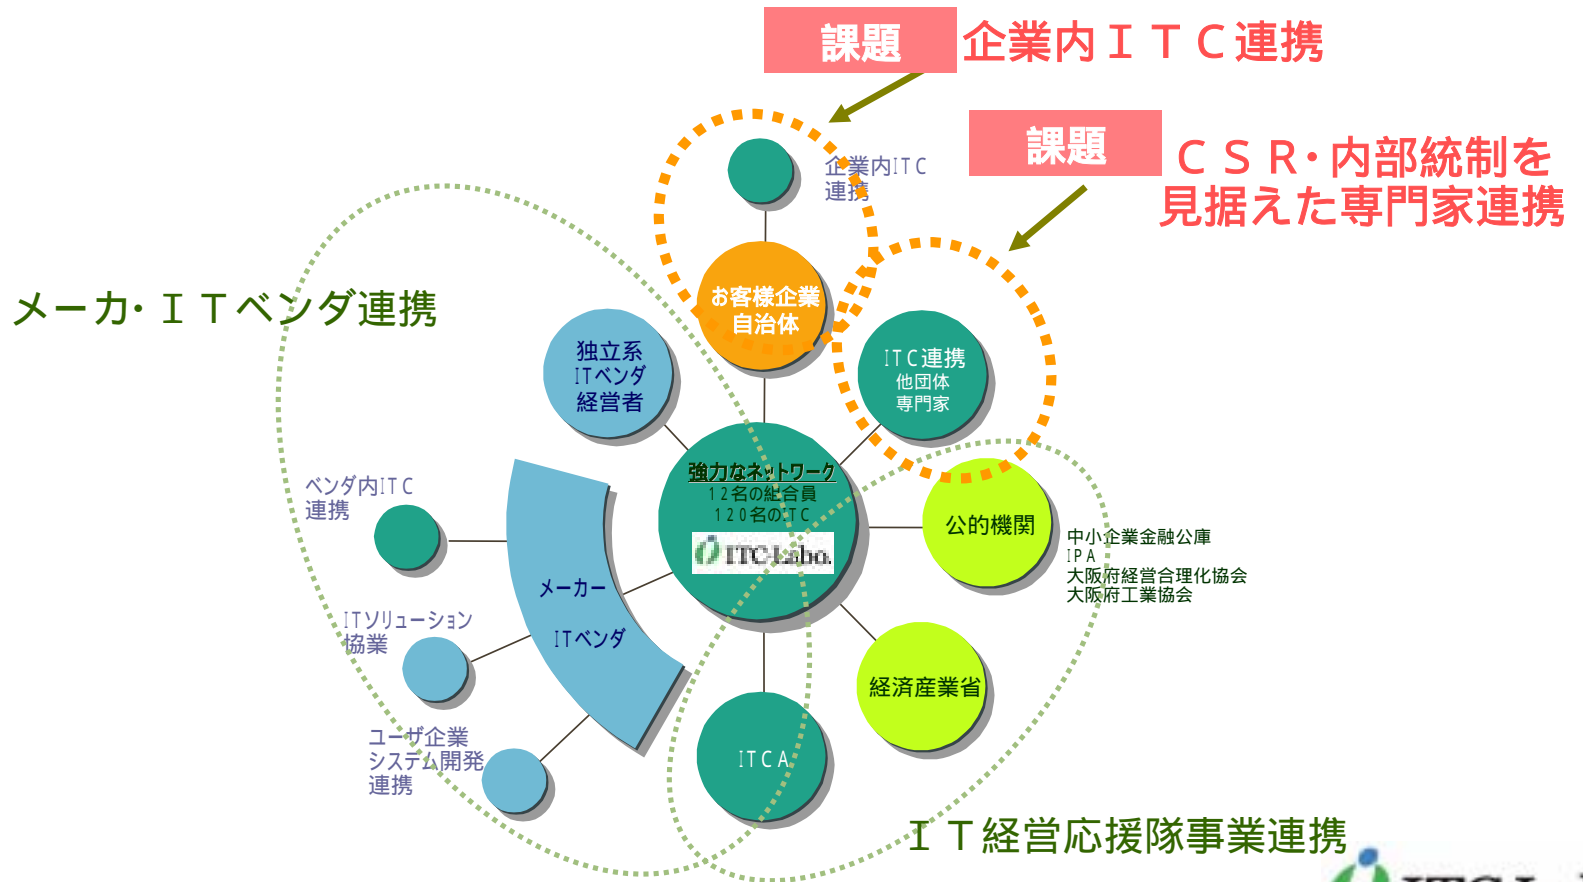 課題
企業内ＩＴＣ連携
課題
ＣＳＲ・内部統制を
見据えた専門家連携
企業内ITC
連携
メーカ・ＩＴベンダ連携
お客様企業
自治体
独立系
ITベンダ
経営者
ITC連携
他団体
専門家
強力なネットワーク
12名の組合員
120名のITC
ITC-Labo.
ベンダ内ITC
連携
公的機関
中小企業金融公庫
IPA
大阪府経営合理化協会
大阪府工業協会
メーカー
ITベンダ
ITソリューション
協業
経済産業省
ユーザ企業
システム開発
連携
ITCA
ＩＴ経営応援隊事業連携